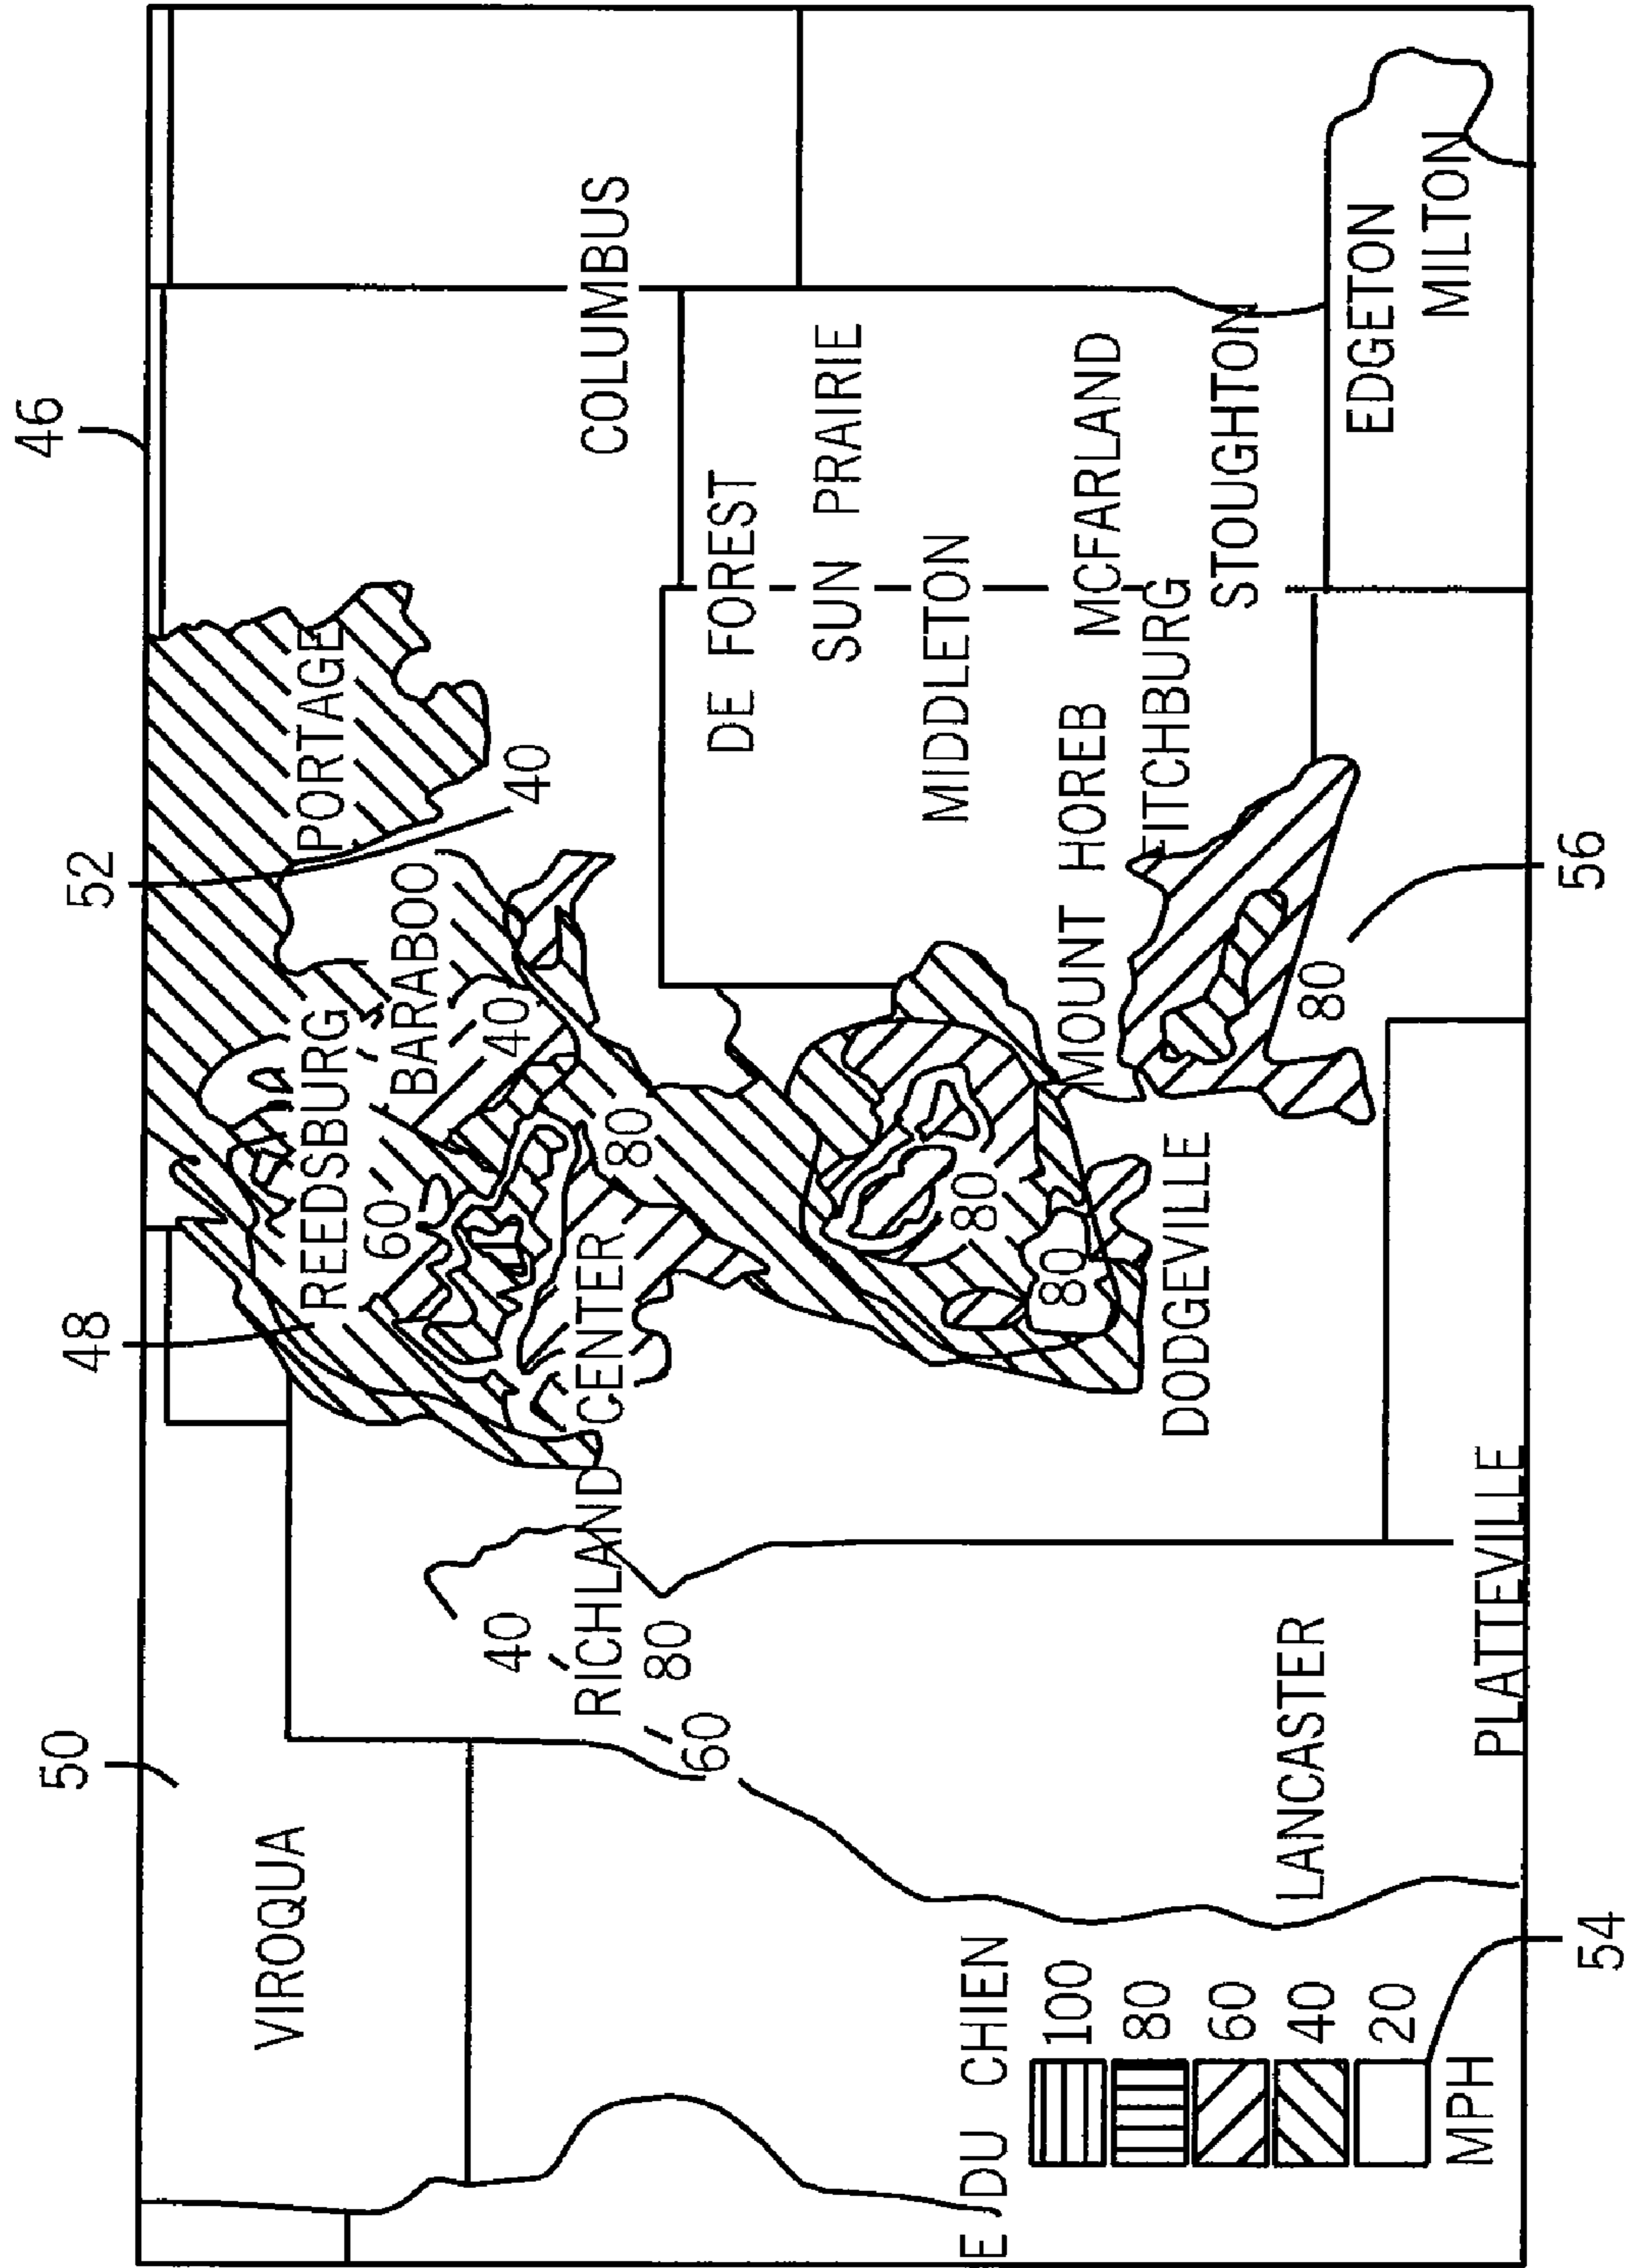 50
48
52
46
VIROQUA
REEDSBURG
PORTAGE
60
BARABOO
40
40
40
RICHLAND CENTER
COLUMBUS
80
80
60
DE FOREST
SUN PRAIRIE
MIDDLETON
80
80
MOUNT HOREB
MCFARLAND
FITCHBURG
DODGEVILLE
STOUGHTON
80
LANCASTER
EDGETON
MILTON
PLATTEVILLE
E DU CHIEN
100
80
60
40
20
MPH
54
56